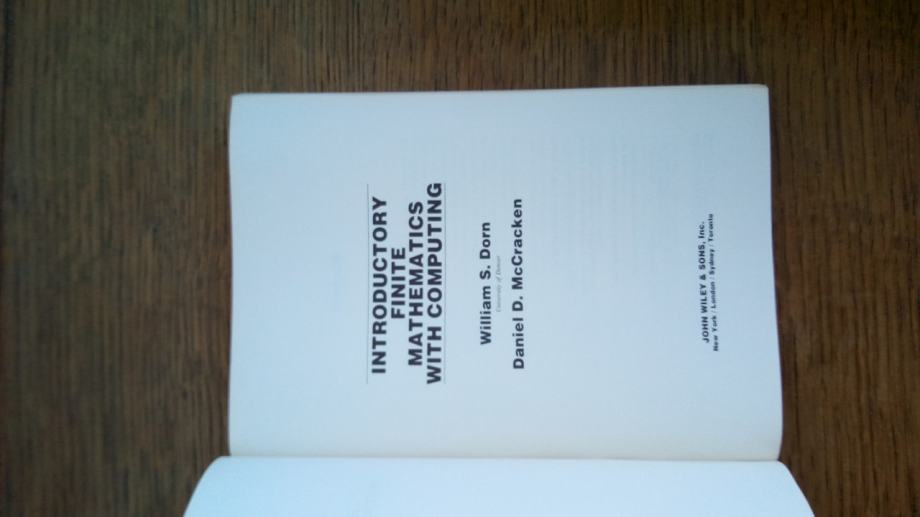 INTRODUCTORY
FINITE
MATHEMATICS
WITH COMPUTING
William S. Dorn
University of Denver
Daniel D. McCracken
JOHN WILEY & SONS, Inc.
New York / London / Sydney / Toronto